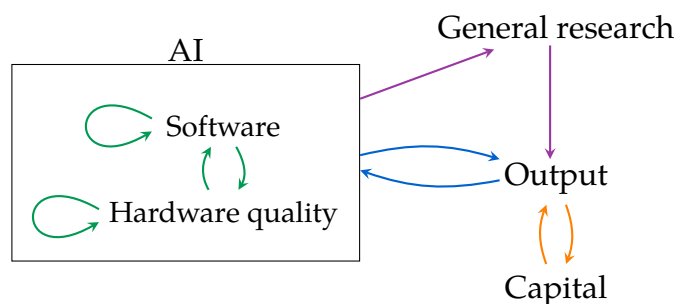 General research
AI
Software
Output
Hardware quality
Capital